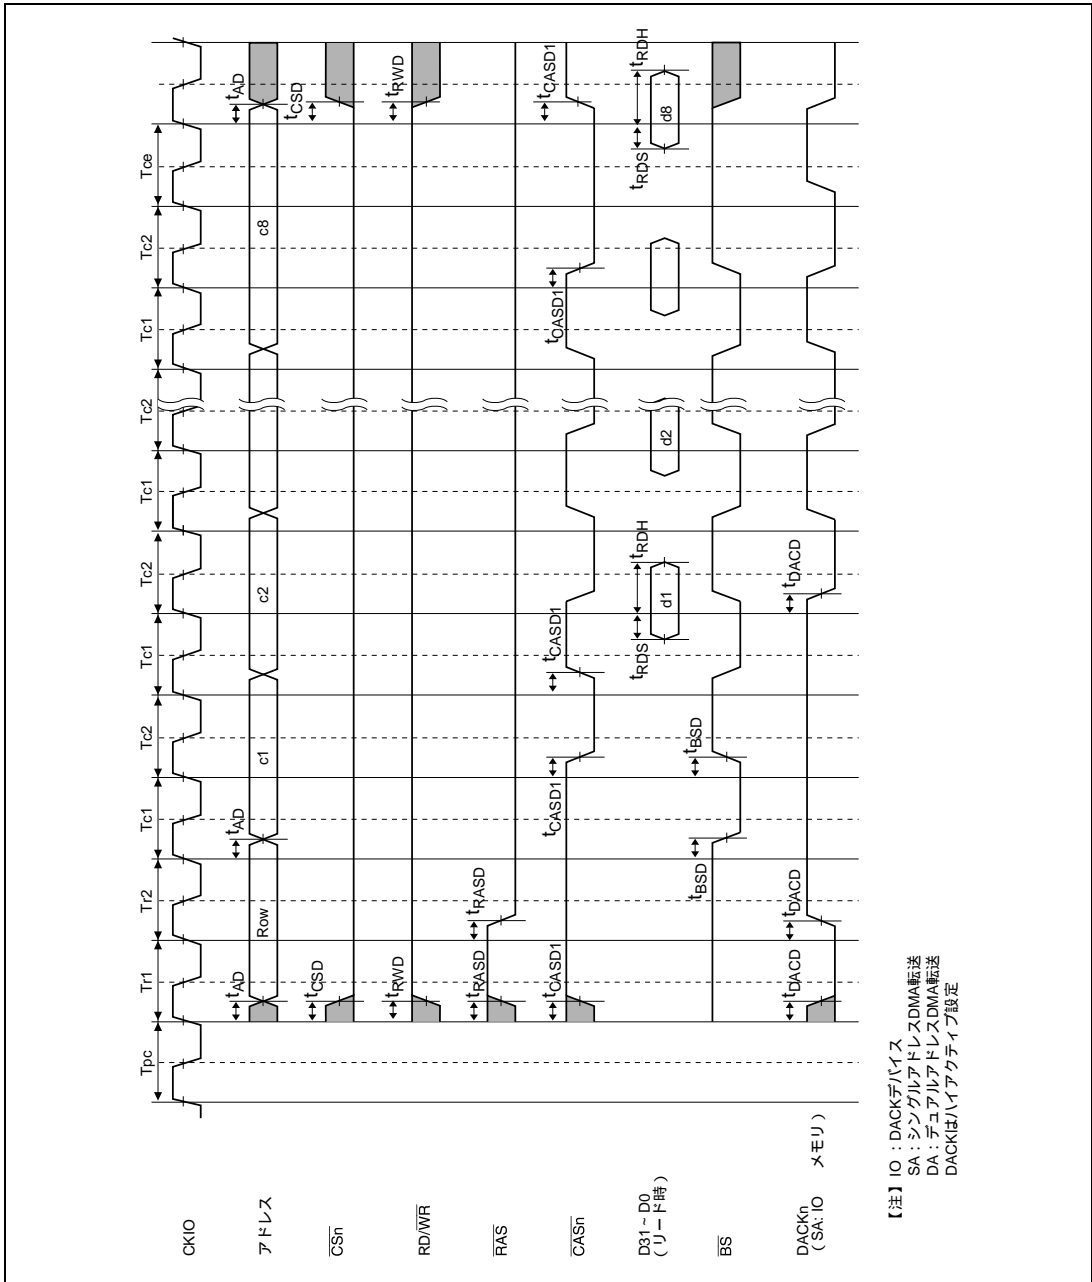 Tpc Tr1 Tr2 Tc1 Tc2 Tc1 Tc2 Tc1 Tc2 Tc1 Tc2 Tce
CKIO
tAD tAD tAD
アドレス Row c1 c2 c8
tCSD tCSD
CSn
tRWD tRWD
RD/WR
tRASD tRASD
RAS
tCASD1 tCASD1 tCASD1 tCASD1 tCASD1
CASn
tRDS tRDH tRDS tRDH
D31～D0
（リード時）
d1 d2 d8
tBSD tBSD
BS
tDACD tDACD tDACD
DACKn
（SA: IO メモリ）
【注】IO：DACKデバイス
SA：シングルアドレスDMA転送
DA：デュアルアドレスDMA転送
DACKはハイアクティブ設定